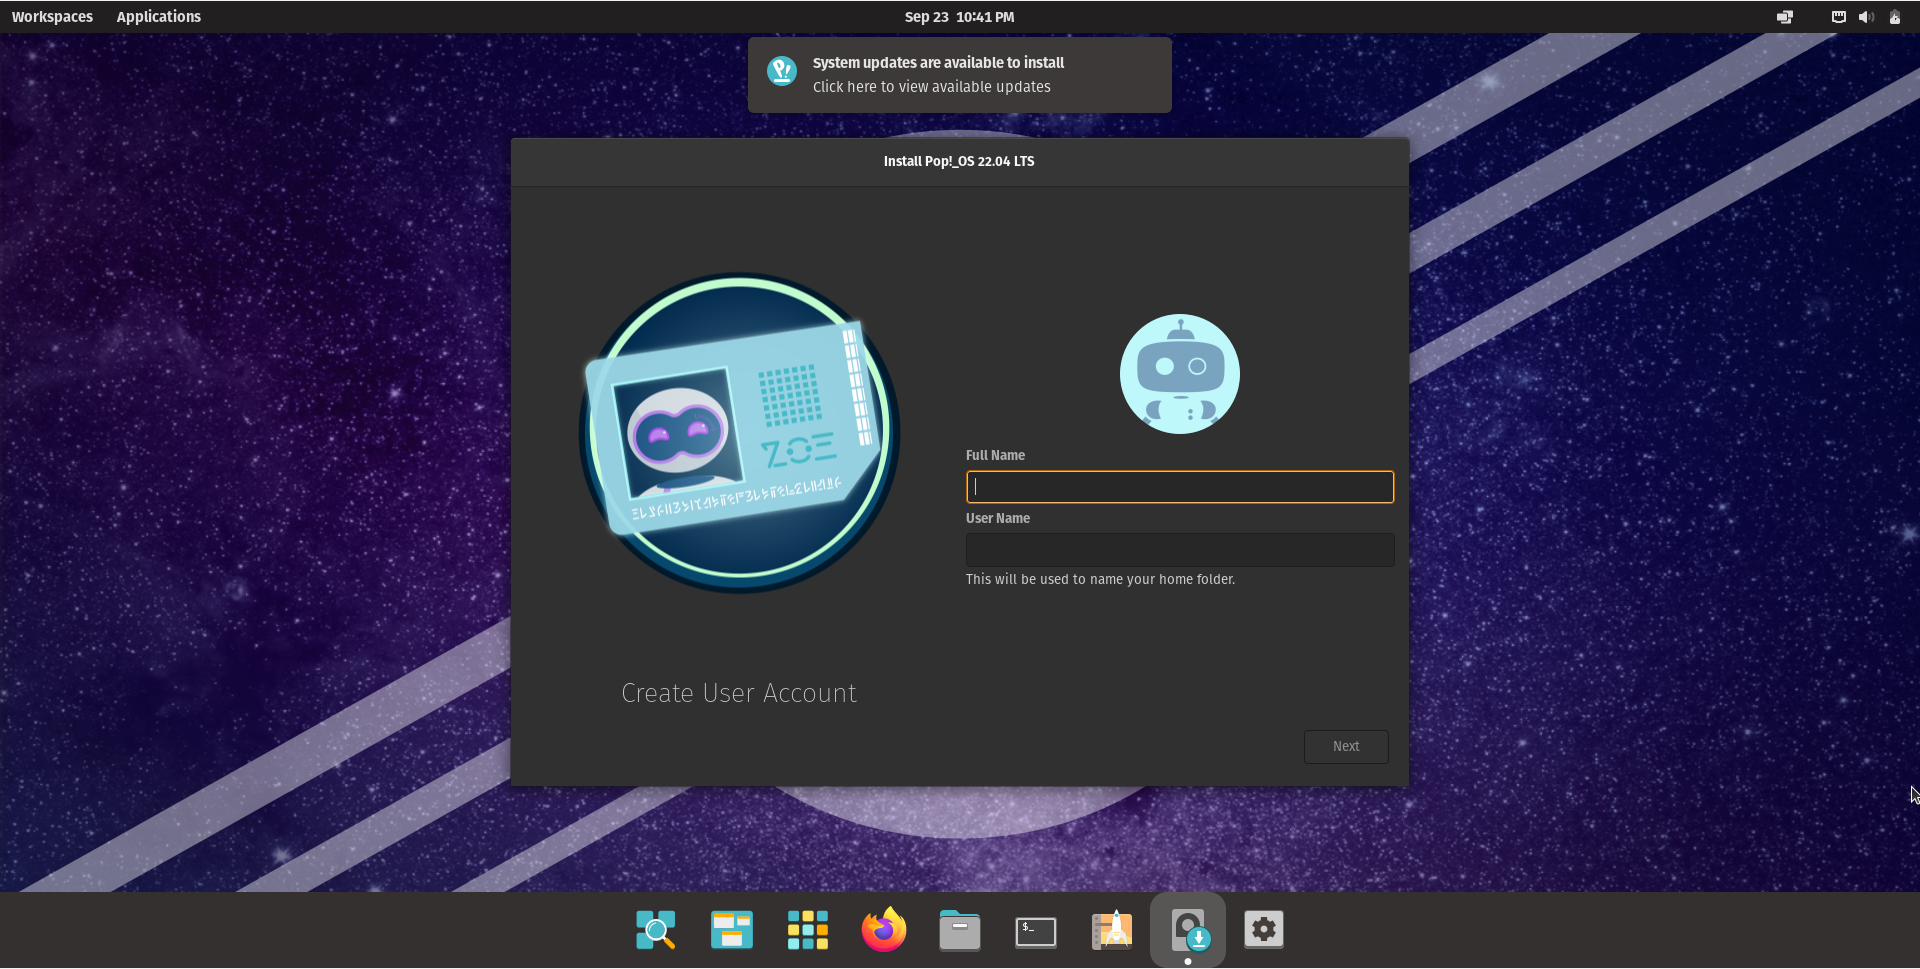 Workspaces Applications Sep 23 10:41 PM
System updates are available to install
Click here to view available updates
Install Pop!_OS 22.04 LTS
ZOE
Full Name
User Name
This will be used to name your home folder.
Create User Account
Next
$_